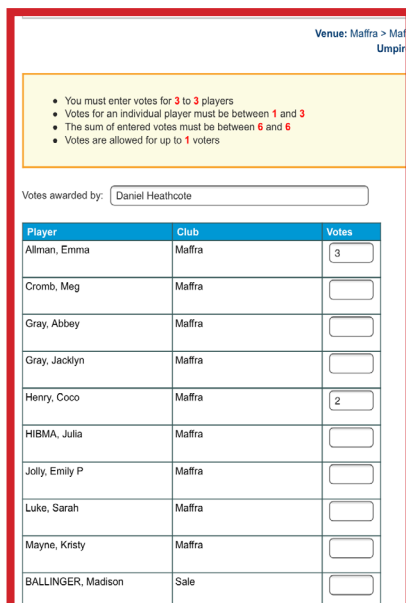 Venue: Maffra > Maf
Umpir
• You must enter votes for 3 to 3 players
• Votes for an individual player must be between 1 and 3
• The sum of entered votes must be between 6 and 6
• Votes are allowed for up to 1 voters
Votes awarded by: Daniel Heathcote
Player Club Votes
Allman, Emma Maffra 3
Cromb, Meg Maffra
Gray, Abbey Maffra
Gray, Jacklyn Maffra
Henry, Coco Maffra 2
HIBMA, Julia Maffra
Jolly, Emily P Maffra
Luke, Sarah Maffra
Mayne, Kristy Maffra
BALLINGER, Madison Sale